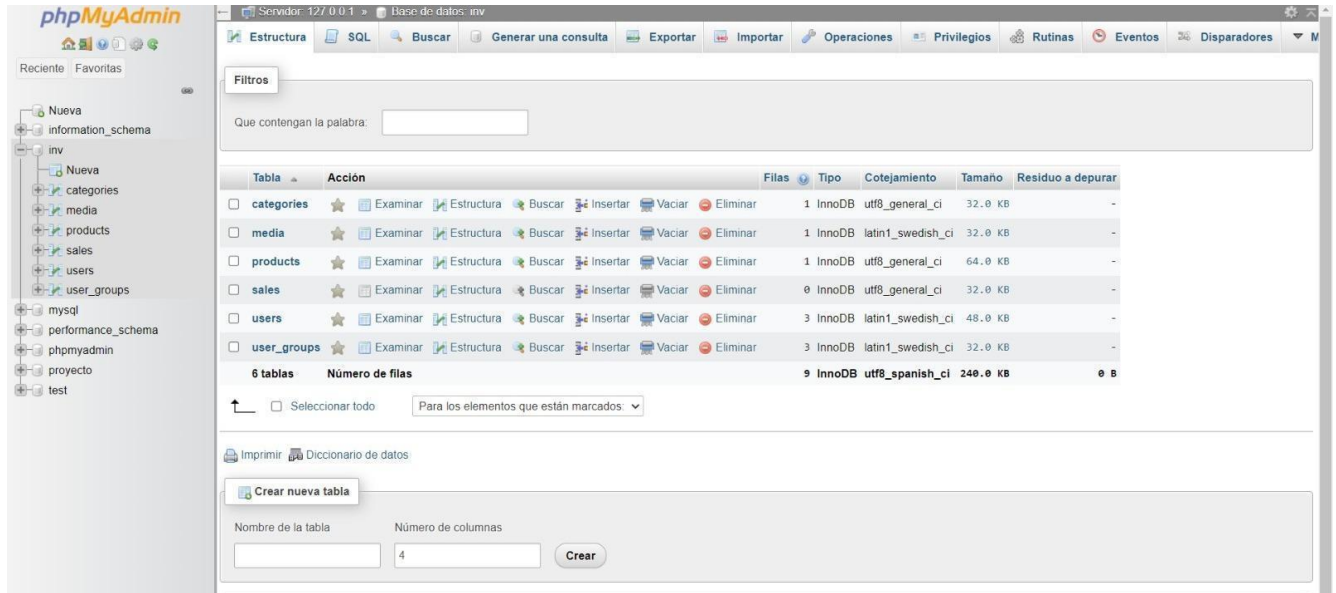 phpMyAdmin
Reciente Favoritas
Nueva
information_schema
inv
Nueva
categories
media
products
sales
users
user_groups
mysql
performance_schema
phpmyadmin
proyecto
test
Servidor: 127.0.0.1 » Base de datos: inv
Estructura SQL Buscar Generar una consulta Exportar Importar Operaciones Privilegios Rutinas Eventos Disparadores M
Filtros
Que contengan la palabra:
Tabla Acción Filas Tipo Cotejamiento Tamaño Residuo a depurar
categories Examinar Estructura Buscar Insertar Vaciar Eliminar 1 InnoDB utf8_general_ci 32.0 KB -
media Examinar Estructura Buscar Insertar Vaciar Eliminar 1 InnoDB latin1_swedish_ci 32.0 KB -
products Examinar Estructura Buscar Insertar Vaciar Eliminar 1 InnoDB utf8_general_ci 64.0 KB -
sales Examinar Estructura Buscar Insertar Vaciar Eliminar 0 InnoDB utf8_general_ci 32.0 KB -
users Examinar Estructura Buscar Insertar Vaciar Eliminar 3 InnoDB latin1_swedish_ci 48.0 KB -
user_groups Examinar Estructura Buscar Insertar Vaciar Eliminar 3 InnoDB latin1_swedish_ci 32.0 KB -
6 tablas Número de filas 9 InnoDB utf8_spanish_ci 240.0 KB 0 B
Seleccionar todo Para los elementos que están marcados:
Imprimir Diccionario de datos
Crear nueva tabla
Nombre de la tabla Número de columnas
4 Crear